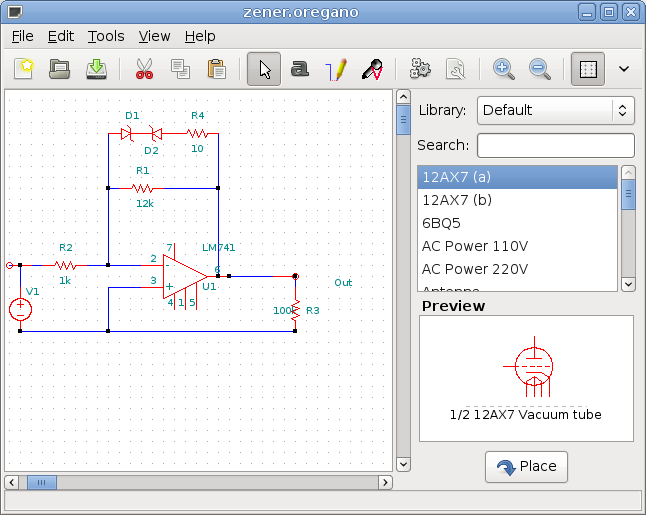 zener.oregano
File Edit Tools View Help
Library: Default
Search:
12AX7 (a)
12AX7 (b)
6BQ5
AC Power 110V
AC Power 220V
Antenna
Preview
1/2 12AX7 Vacuum tube
Place
D1 R4
D2 10
R1
12k
R2
1k
7 LM741
2 6
3 U1
4 1 5
V1
Out
100k R3